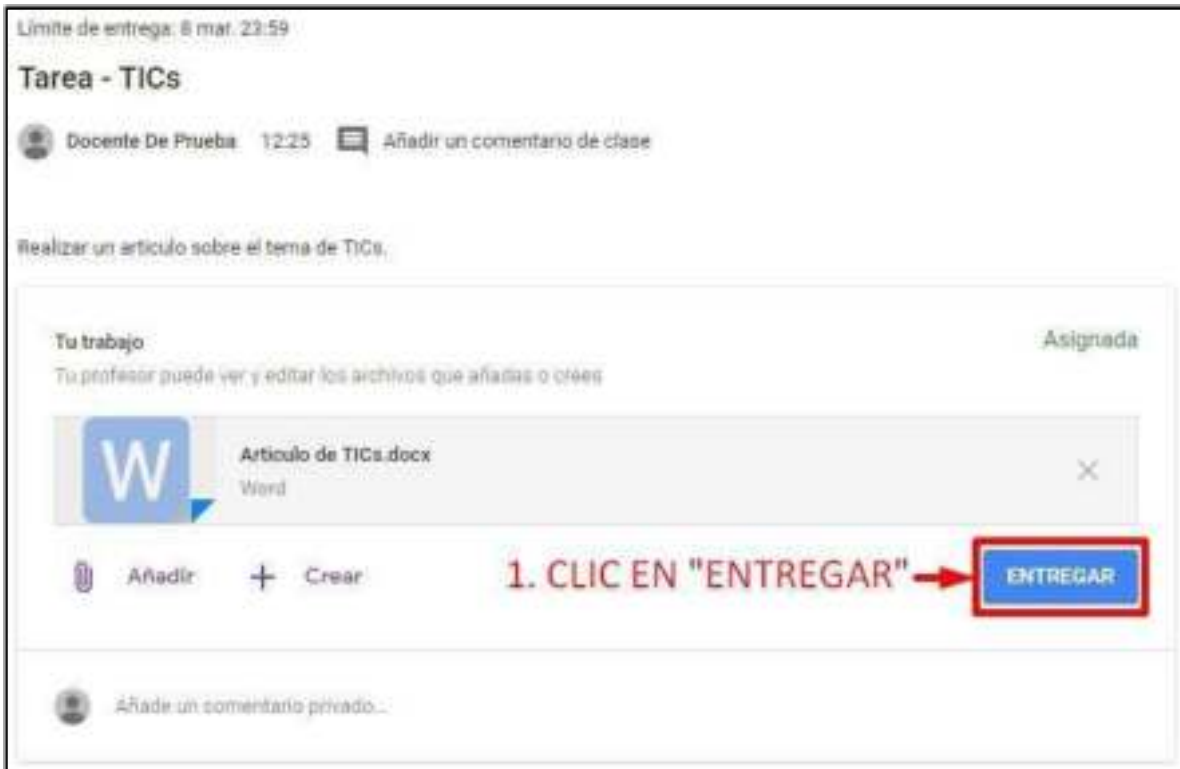 Límite de entrega: 8 mar. 23:59
Tarea - TICs
Docente De Prueba 12:25 Añadir un comentario de clase
Realizar un articulo sobre el tema de TICs.
Tu trabajo Asignada
Tu profesor puede ver y editar los archivos que añadas o crees
W Articulo de TICs.docx
Word
Añadir + Crear 1. CLIC EN "ENTREGAR" ENTREGAR
Añade un comentario privado...